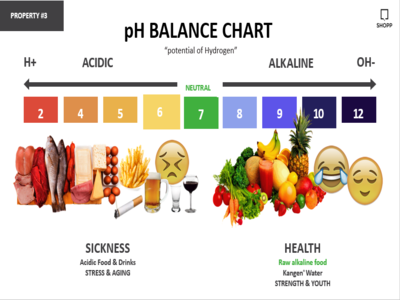 PROPERTY #3
SHOPP
pH BALANCE CHART
"potential of Hydrogen"
H+ ACIDIC ALKALINE OH-
NEUTRAL
2 4 5 6 7 8 9 10 12
SICKNESS
Acidic Food & Drinks
STRESS & AGING
HEALTH
Raw alkaline food
Kangen' Water
STRENGTH & YOUTH